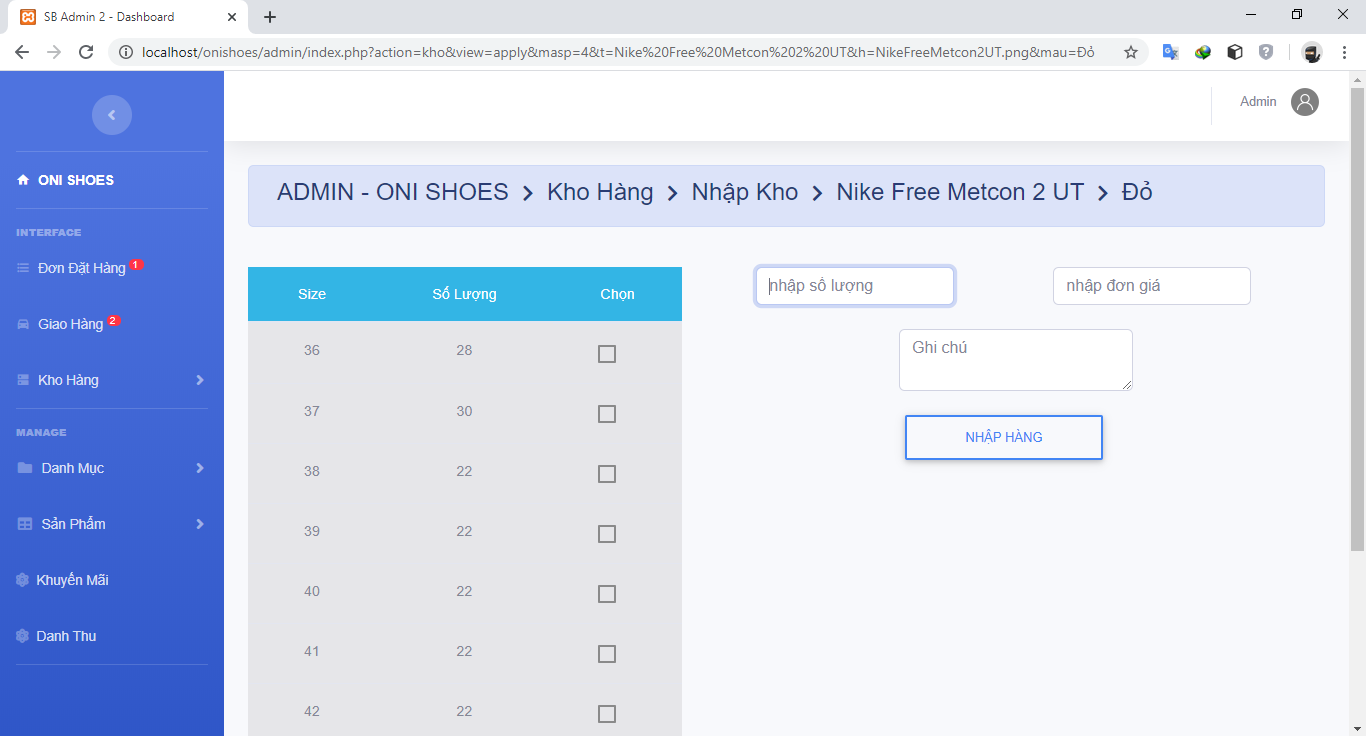 SB Admin 2 - Dashboard
localhost/onishoes/admin/index.php?action=kho&view=apply&masp=4&t=Nike%20Free%20Metcon%202%20UT&h=NikeFreeMetcon2UT.png&mau=Đỏ
Admin
ONI SHOES
INTERFACE
Đơn Đặt Hàng 1
Giao Hàng 2
Kho Hàng
MANAGE
Danh Mục
Sản Phẩm
Khuyến Mãi
Danh Thu
ADMIN - ONI SHOES > Kho Hàng > Nhập Kho > Nike Free Metcon 2 UT > Đỏ
Size Số Lượng Chọn
36 28
37 30
38 22
39 22
40 22
41 22
42 22
nhập số lượng
nhập đơn giá
Ghi chú
NHẬP HÀNG